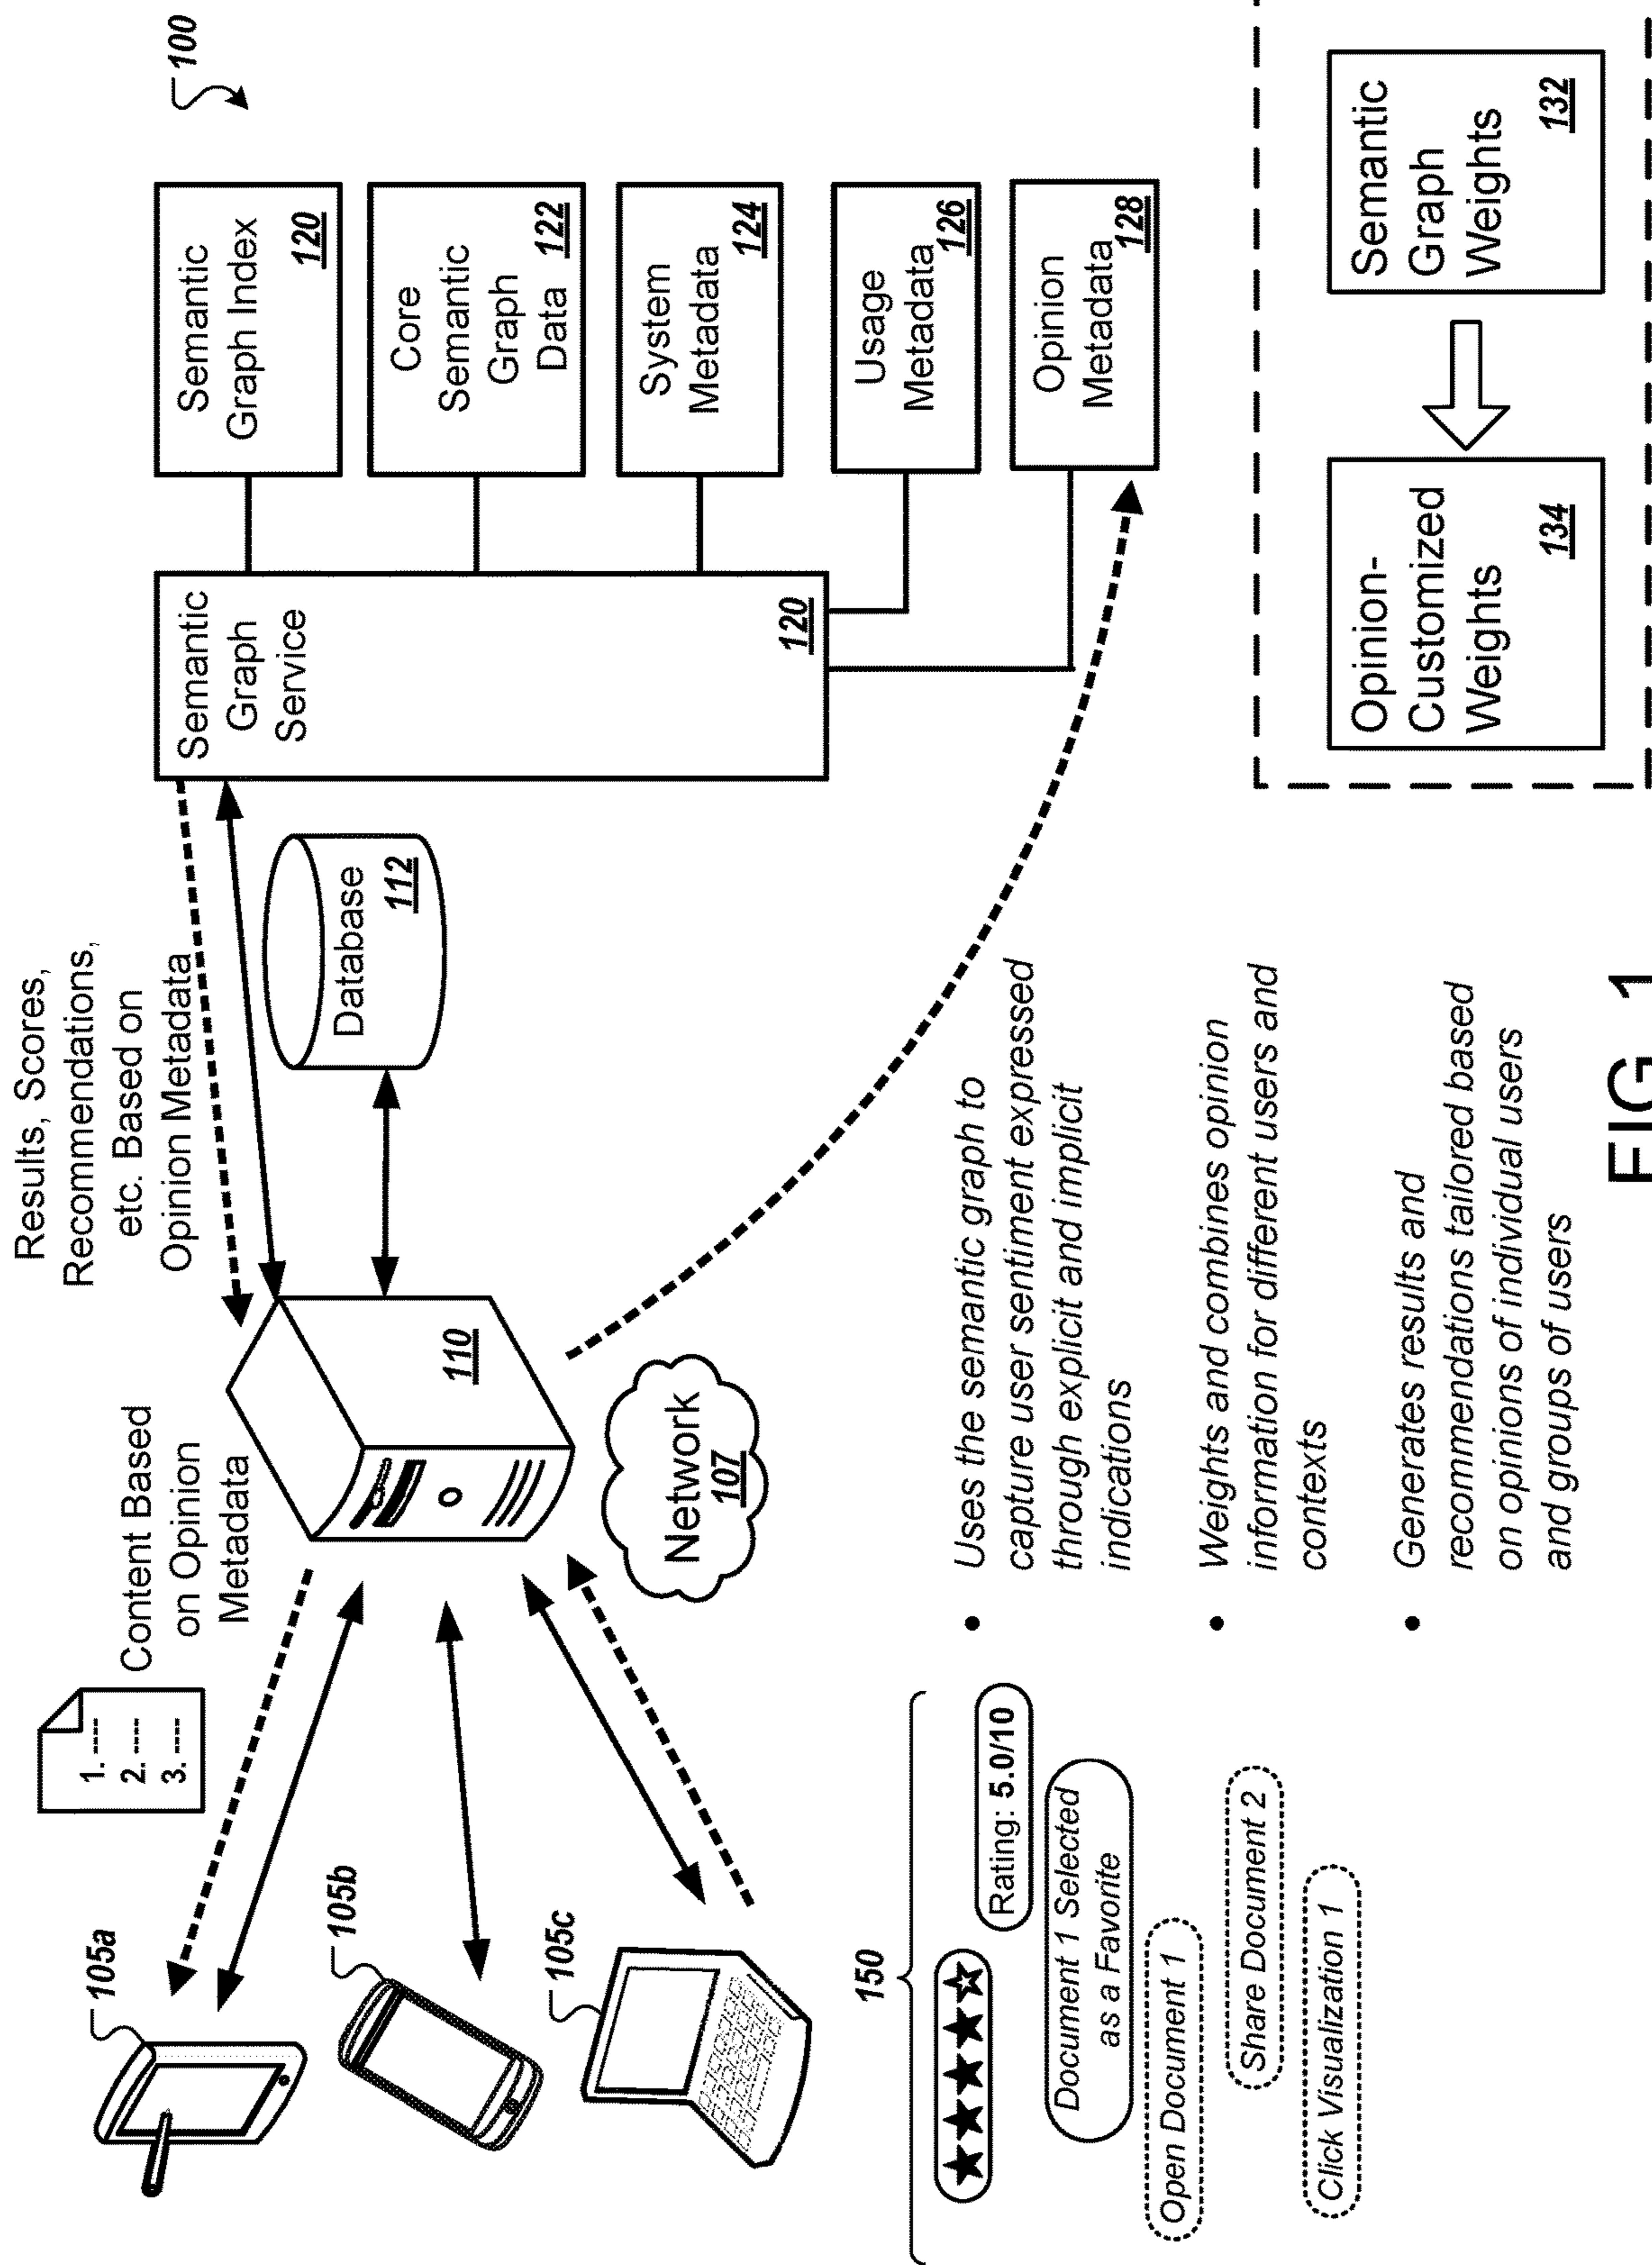 100
Results, Scores,
Recommendations,
etc. Based on
Opinion Metadata
Content Based
on Opinion
Metadata
1. ----
2. ----
3. ----
105a
105b
105c
110
Network
107
Database
112
Semantic
Graph
Service
120
Semantic
Graph Index
120
Core
Semantic
Graph
Data
122
System
Metadata
124
Usage
Metadata
126
Opinion
Metadata
128
150
Rating: 5.0/10
Document 1 Selected
as a Favorite
Open Document 1
Share Document 2
Click Visualization 1
• Uses the semantic graph to
capture user sentiment expressed
through explicit and implicit
indications
• Weights and combines opinion
information for different users and
contexts
• Generates results and
recommendations tailored based
on opinions of individual users
and groups of users
Opinion-
Customized
Weights
134
Semantic
Graph
Weights
132
FIG. 1